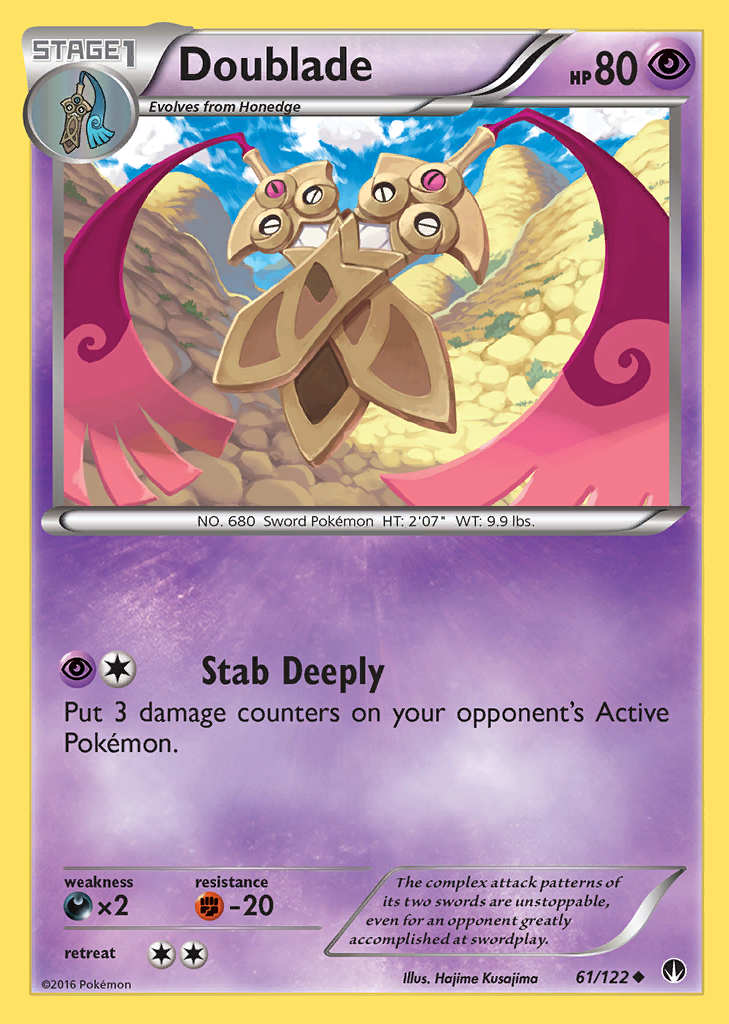 STAGE1
Doublade
HP80
Evolves from Honedge
NO. 680 Sword Pokémon HT: 2'07" WT: 9.9 lbs.
Stab Deeply
Put 3 damage counters on your opponent's Active
Pokémon.
weakness
×2
resistance
-20
The complex attack patterns of
its two swords are unstoppable,
even for an opponent greatly
accomplished at swordplay.
retreat
©2016 Pokémon
Illus. Hajime Kusajima
61/122